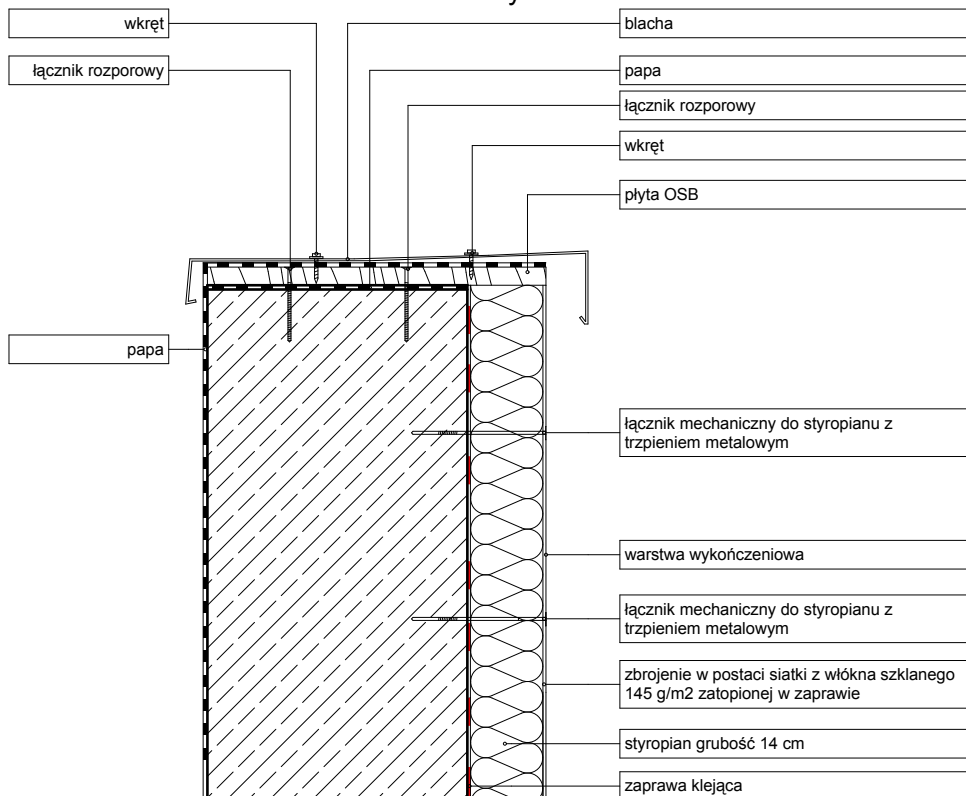 wkręt
łącznik rozporowy
papa
blacha
papa
łącznik rozporowy
wkręt
płyta OSB
łącznik mechaniczny do styropianu z
trzpieniem metalowym
warstwa wykończeniowa
łącznik mechaniczny do styropianu z
trzpieniem metalowym
zbrojenie w postaci siatki z włókna szklanego
145 g/m2 zatopionej w zaprawie
styropian grubość 14 cm
zaprawa klejąca